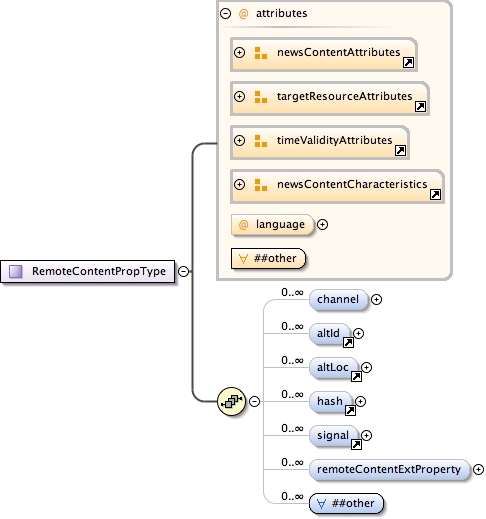 @ attributes
newsContentAttributes
targetResourceAttributes
timeValidityAttributes
newsContentCharacteristics
@ language
∀ ##other
RemoteContentPropType
0..∞
channel
0..∞
altId
0..∞
altLoc
0..∞
hash
0..∞
signal
0..∞
remoteContentExtProperty
0..∞
∀ ##other